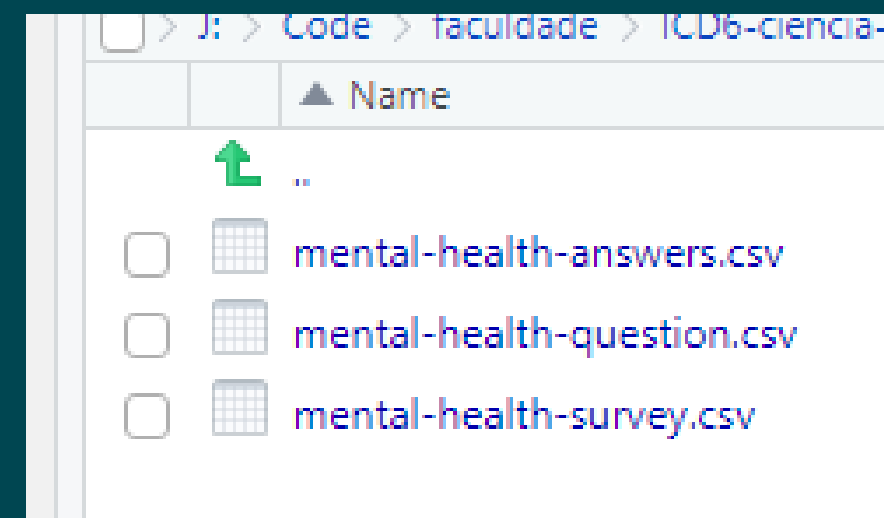 J: > Code > faculdade > ICD6-ciencia-
Name
..
mental-health-answers.csv
mental-health-question.csv
mental-health-survey.csv